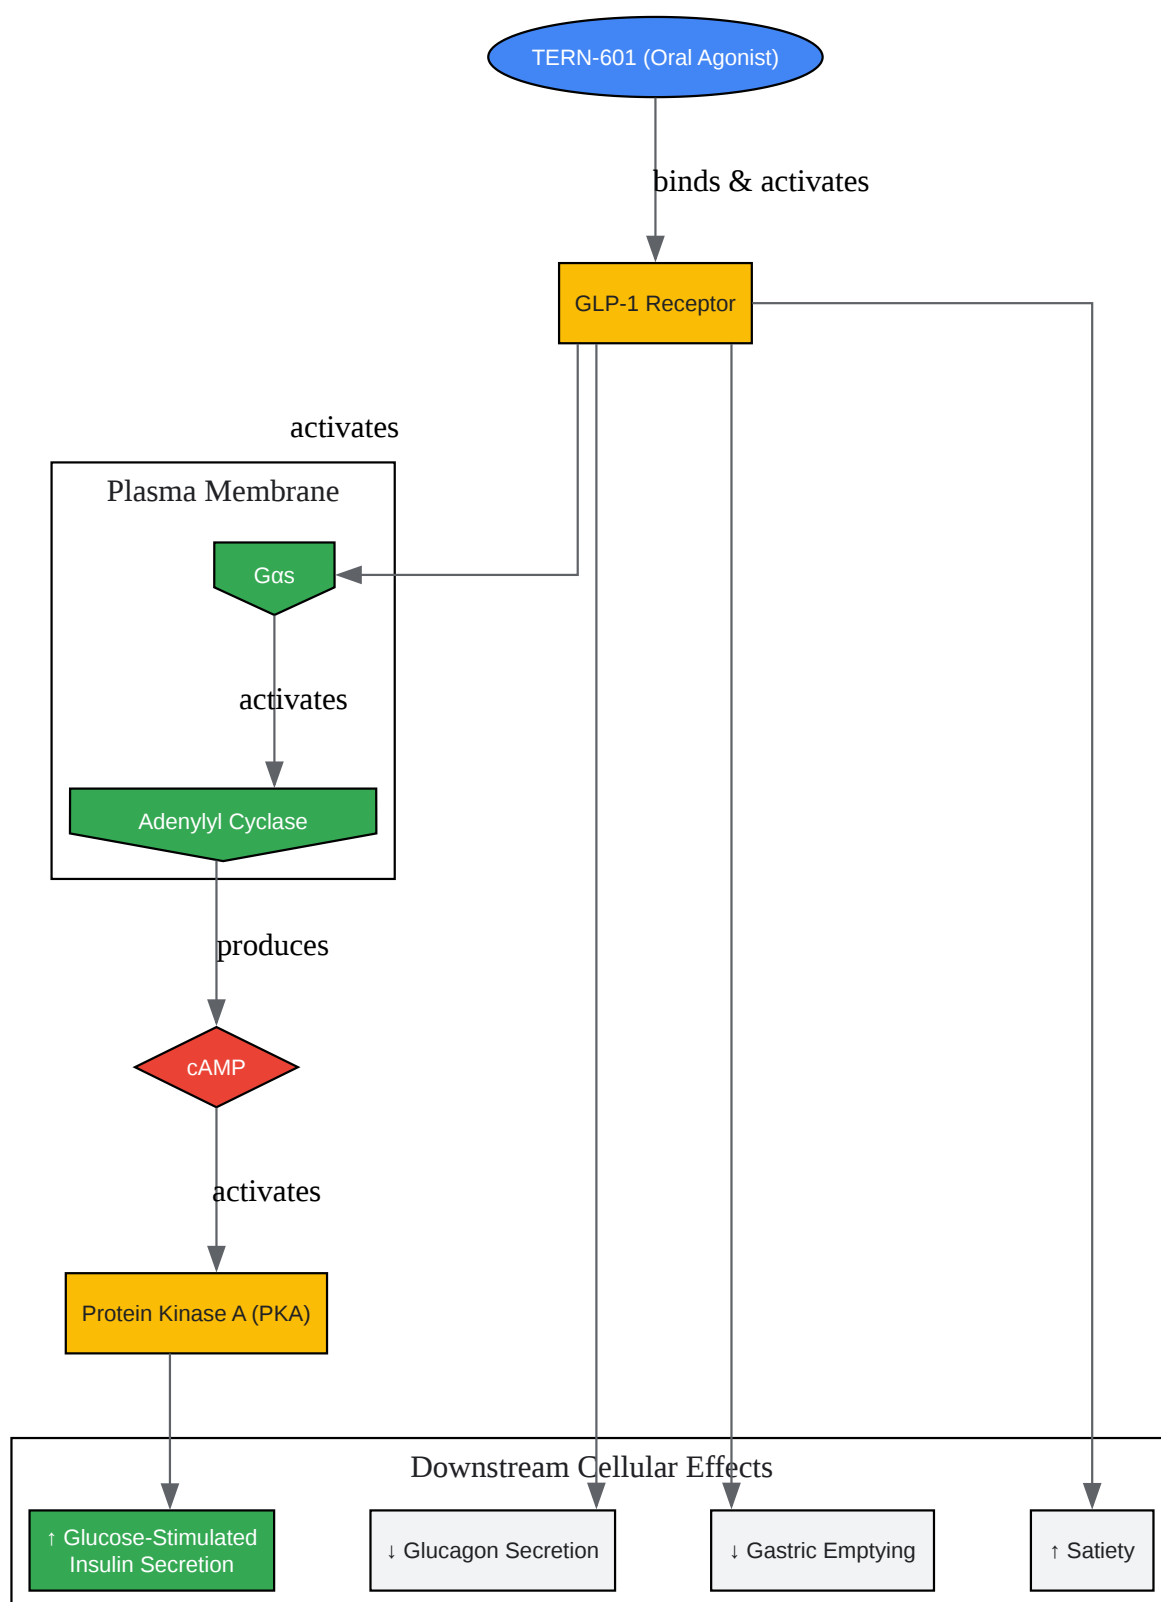 TERN-601 (Oral Agonist)
binds & activates
GLP-1 Receptor
activates
Plasma Membrane
Gαs
activates
Adenylyl Cyclase
produces
cAMP
activates
Protein Kinase A (PKA)
Downstream Cellular Effects
↑ Glucose-Stimulated
Insulin Secretion
↓ Glucagon Secretion
↓ Gastric Emptying
↑ Satiety